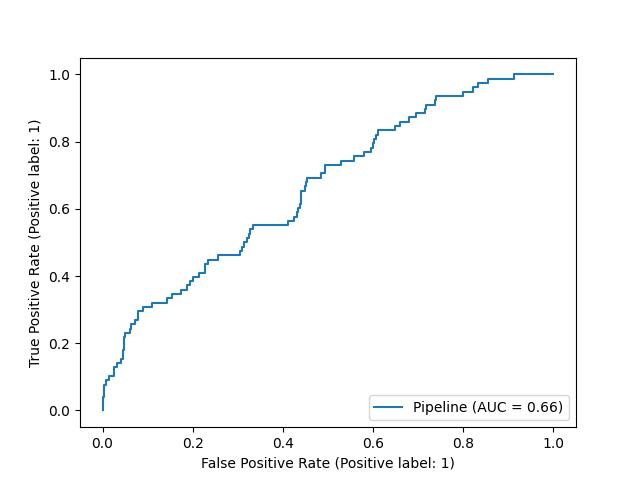 1.0
0.8
0.6
0.4
0.2
0.0
True Positive Rate (Positive label: 1)
Pipeline (AUC = 0.66)
0.0 0.2 0.4 0.6 0.8 1.0
False Positive Rate (Positive label: 1)